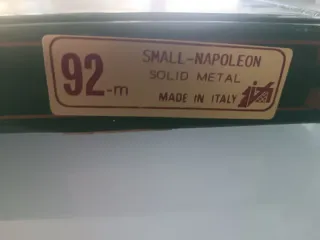 92-m
SMALL-NAPOLEON
SOLID METAL
MADE IN ITALY